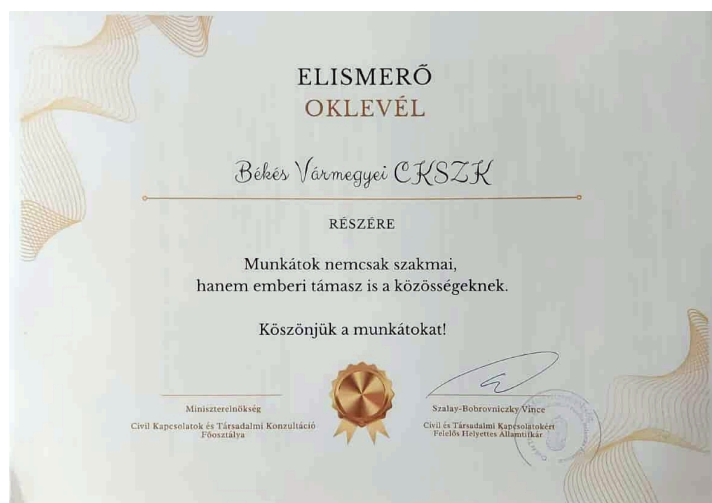 ELISMERŐ
OKLEVÉL
Békés Vármegyei CKSZK
RÉSZÉRE
Munkátok nemcsak szakmai,
hanem emberi támasz is a közösségeknek.
Köszönjük a munkátokat!
Miniszterelnökség
Civil Kapcsolatok és Társadalmi Konzultáció
Főosztálya
Szalay-Bobrovniczky Vince
Civil és Társadalmi Kapcsolatokért
Felelős Helyettes Államtitkár